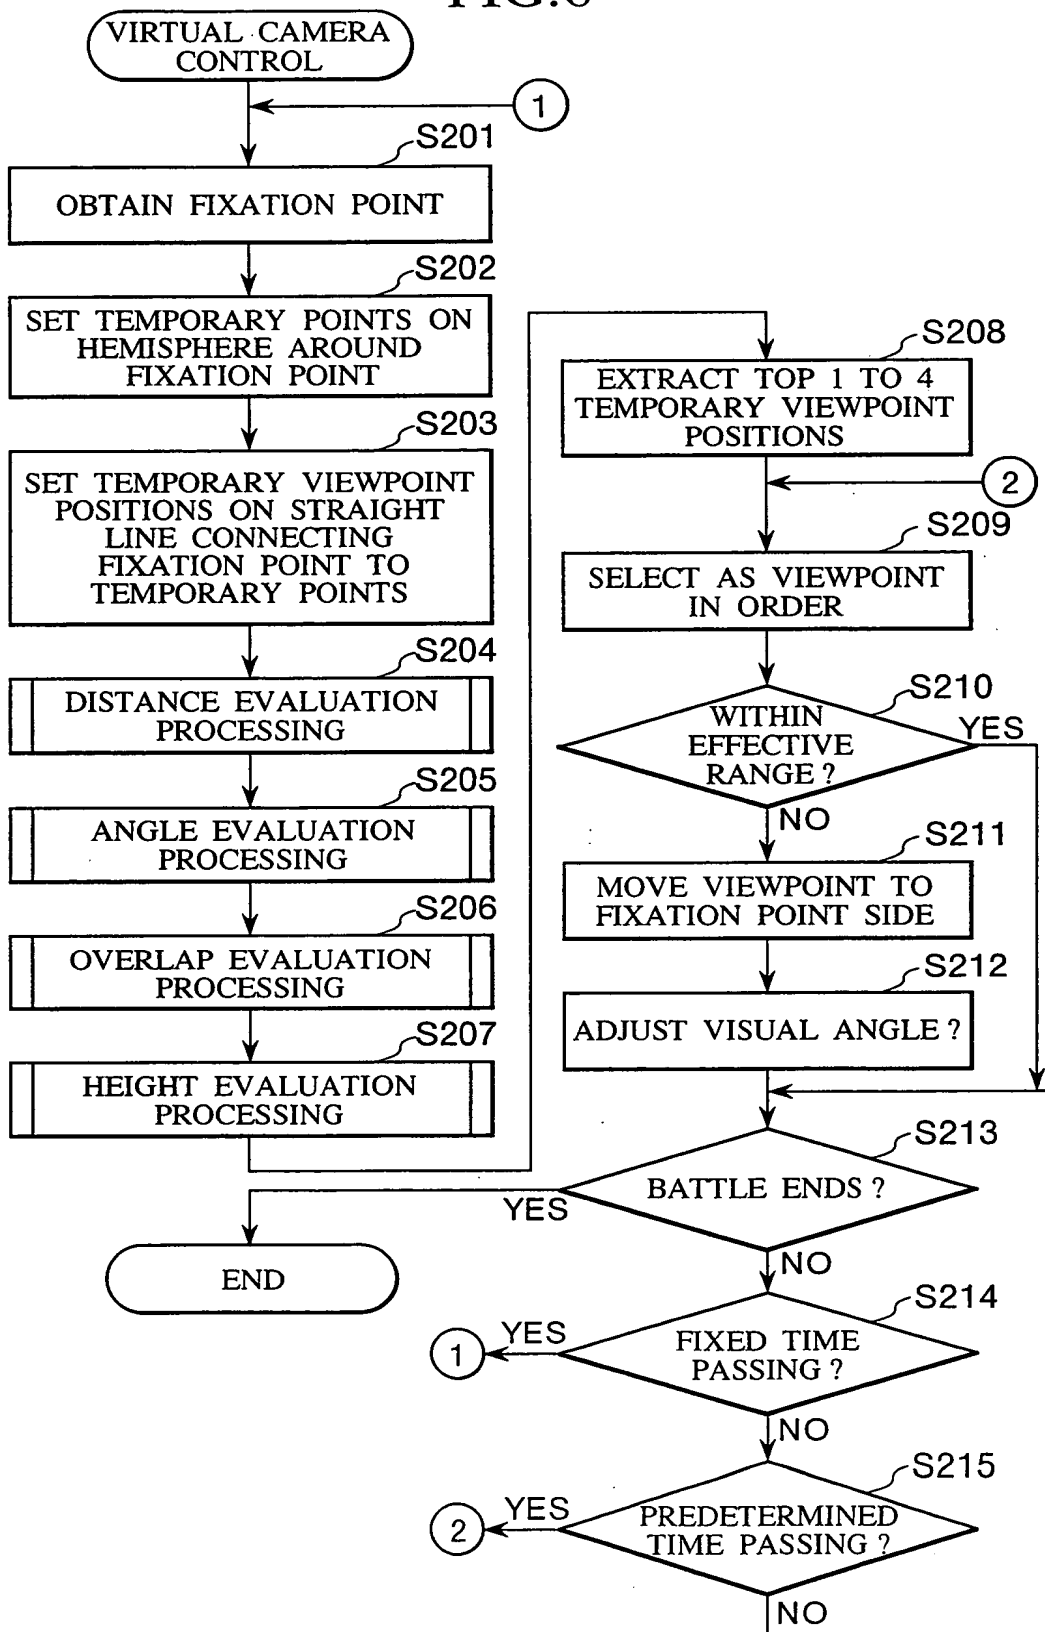 FIG.6
VIRTUAL CAMERA
CONTROL
1
S201
OBTAIN FIXATION POINT
S202
SET TEMPORARY POINTS ON
HEMISPHERE AROUND
FIXATION POINT
S203
SET TEMPORARY VIEWPOINT
POSITIONS ON STRAIGHT
LINE CONNECTING
FIXATION POINT TO
TEMPORARY POINTS
S204
DISTANCE EVALUATION
PROCESSING
S205
ANGLE EVALUATION
PROCESSING
S206
OVERLAP EVALUATION
PROCESSING
S207
HEIGHT EVALUATION
PROCESSING
S208
EXTRACT TOP 1 TO 4
TEMPORARY VIEWPOINT
POSITIONS
2
S209
SELECT AS VIEWPOINT
IN ORDER
S210
WITHIN
EFFECTIVE
RANGE ?
YES
NO
S211
MOVE VIEWPOINT TO
FIXATION POINT SIDE
S212
ADJUST VISUAL ANGLE ?
S213
BATTLE ENDS ?
YES
END
NO
S214
FIXED TIME
PASSING ?
YES
1
NO
S215
PREDETERMINED
TIME PASSING ?
YES
2
NO